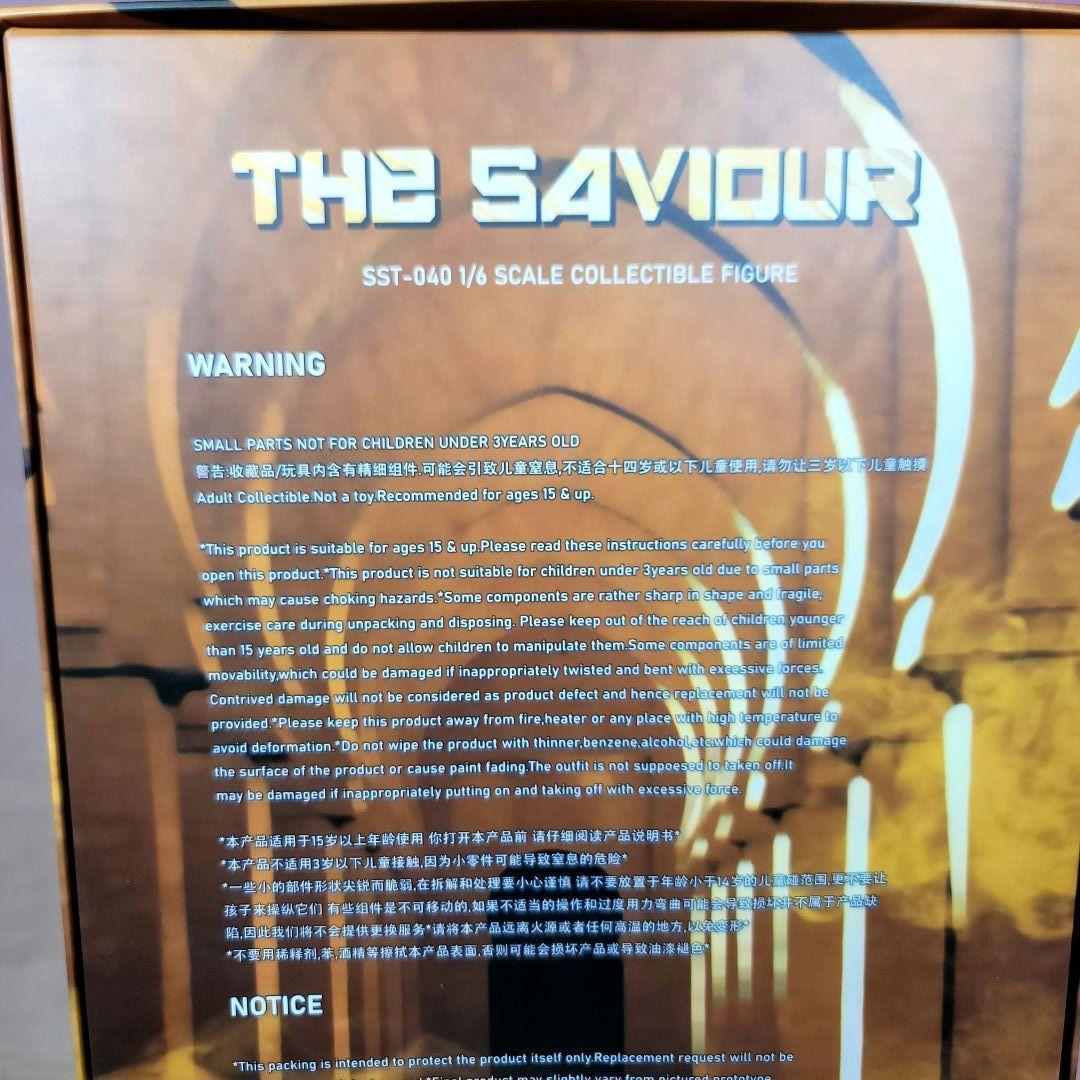 THE SAVIOUR
SST-040 1/6 SCALE COLLECTIBLE FIGURE
WARNING
SMALL PARTS NOT FOR CHILDREN UNDER 3YEARS OLD
警告:收藏品/玩具内含有精细组件.可能会引致儿童窒息,不适合十四岁或以下儿童使用,请勿让三岁以下儿童触摸
Adult Collectible.Not a toy.Recommended for ages 15 & up.
*This product is suitable for ages 15 & up.Please read these instructions carefully before you
open this product.*This product is not suitable for children under 3years old due to small parts
which may cause choking hazards.*Some components are rather sharp in shape and fragile,
exercise care during unpacking and disposing. Please keep out of the reach of children younger
than 15 years old and do not allow children to manipulate them.Some components are of limited
movability,which could be damaged if inappropriately twisted and bent with excessive forces.
Contrived damage will not be considered as product defect and hence replacement will not be
provided.*Please keep this product away from fire,heater or any place with high temperature to
avoid deformation.*Do not wipe the product with thinner,benzene,alcohol,etc.which could damage
the surface of the product or cause paint fading.The outfit is not suppoesed to taken off.It
may be damaged if inappropriately putting on and taking off with excessive force.
*本产品适用于15岁以上年龄使用 你打开本产品前 请仔细阅读产品说明书*
*本产品不适用3岁以下儿童接触,因为小零件可能导致窒息的危险*
*一些小的部件形状尖锐而脆弱,在拆解和处理要小心谨慎 请不要放置于年龄小于14岁的儿童碰范围,更不要让
孩子来操纵它们 有些组件是不可移动的,如果不适当的操作和过度用力弯曲可能会导致损坏并不属于产品缺
陷,因此我们将不会提供更换服务*请将本产品远离火源或者任何高温的地方,以免变形*
*不要用稀释剂,苯,酒精等擦拭本产品表面,否则可能会损坏产品或导致油漆褪色*
NOTICE
*This packing is intended to protect the product itself only.Replacement request will not be
*Final product may slightly vary from pictured prototype